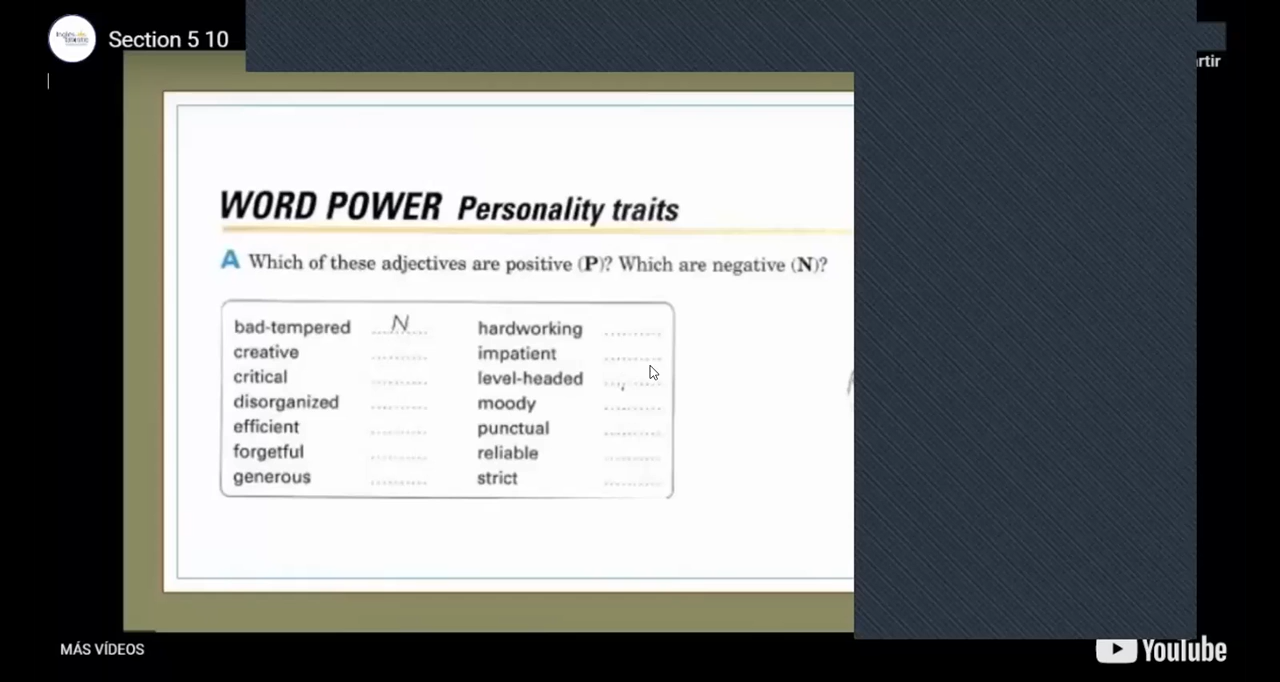 Section 5 10
rtir
WORD POWER Personality traits
A Which of these adjectives are positive (P)? Which are negative (N)?
bad-tempered N
creative
critical
disorganized
efficient
forgetful
generous
hardworking
impatient
level-headed
moody
punctual
reliable
strict
MÁS VÍDEOS
YouTube